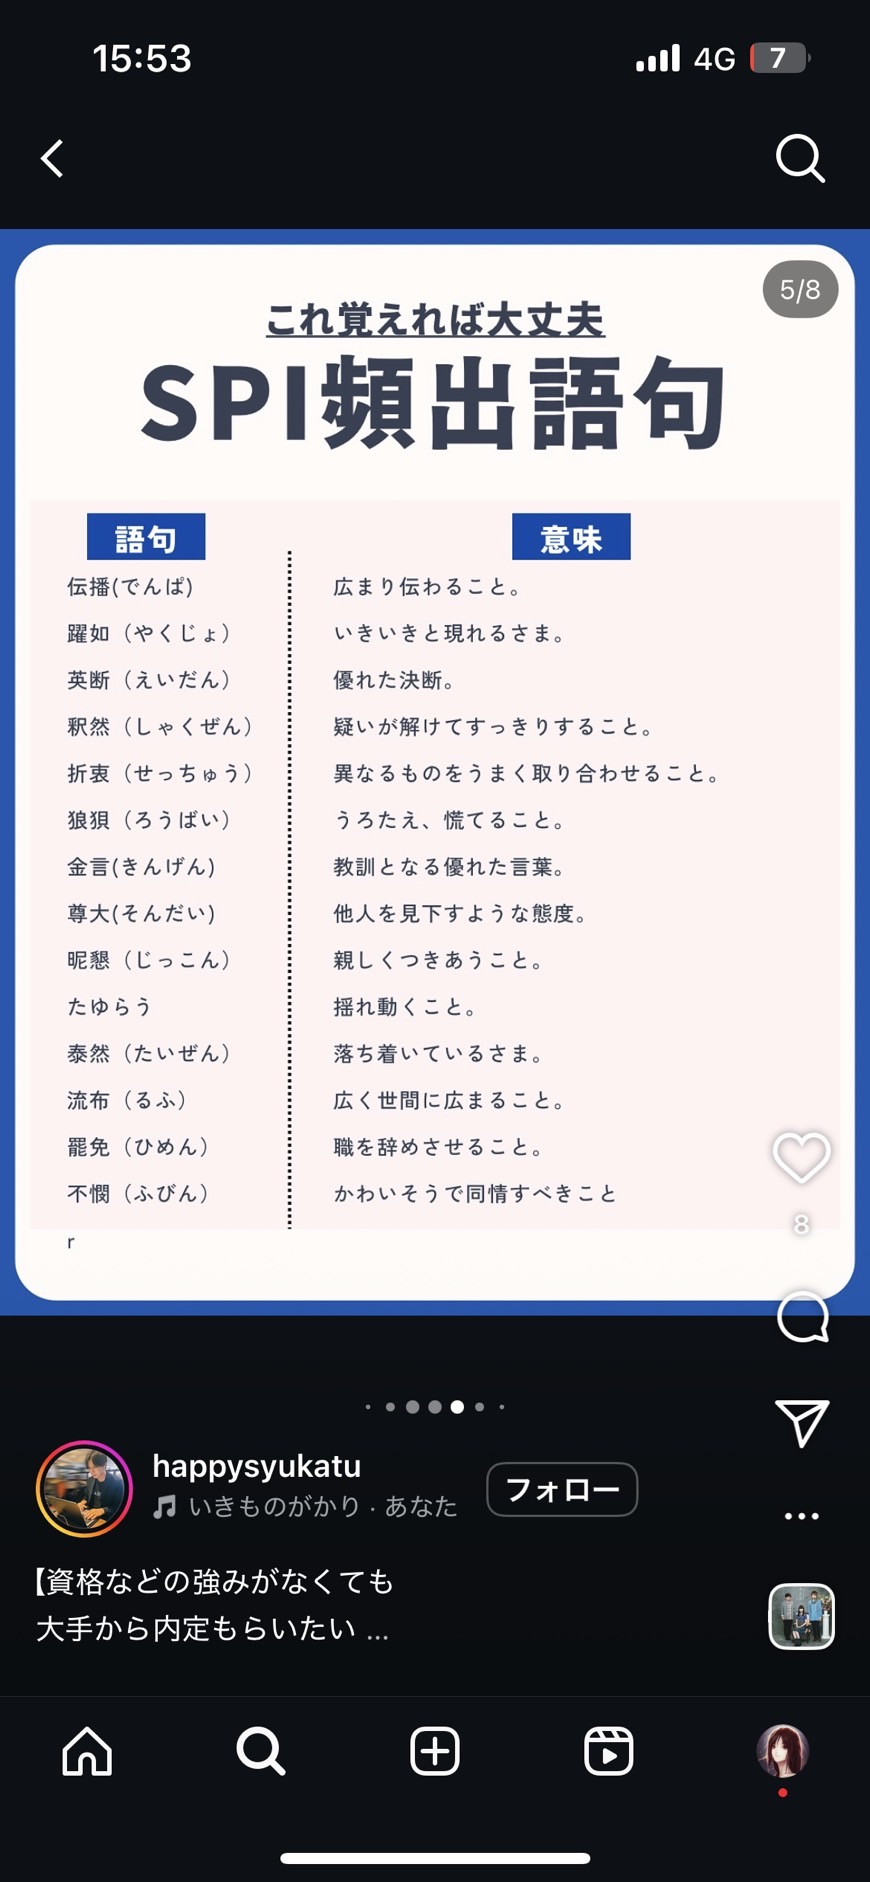 15:53
4G
7
5/8
これ覚えれば大丈夫
SPI頻出語句
語句 意味
伝播(でんぱ) 広まり伝わること。
躍如（やくじょ） いきいきと現れるさま。
英断（えいだん） 優れた決断。
釈然（しゃくぜん） 疑いが解けてすっきりすること。
折衷（せっちゅう） 異なるものをうまく取り合わせること。
狼狽（ろうばい） うろたえ、慌てること。
金言(きんげん) 教訓となる優れた言葉。
尊大(そんだい) 他人を見下すような態度。
昵懇（じっこん） 親しくつきあうこと。
たゆらう 揺れ動くこと。
泰然（たいぜん） 落ち着いているさま。
流布（るふ） 広く世間に広まること。
罷免（ひめん） 職を辞めさせること。
不憫（ふびん） かわいそうで同情すべきこと
r
8
happysyukatu
いきものがかり · あなた
フォロー
【資格などの強みがなくても
大手から内定もらいたい ...